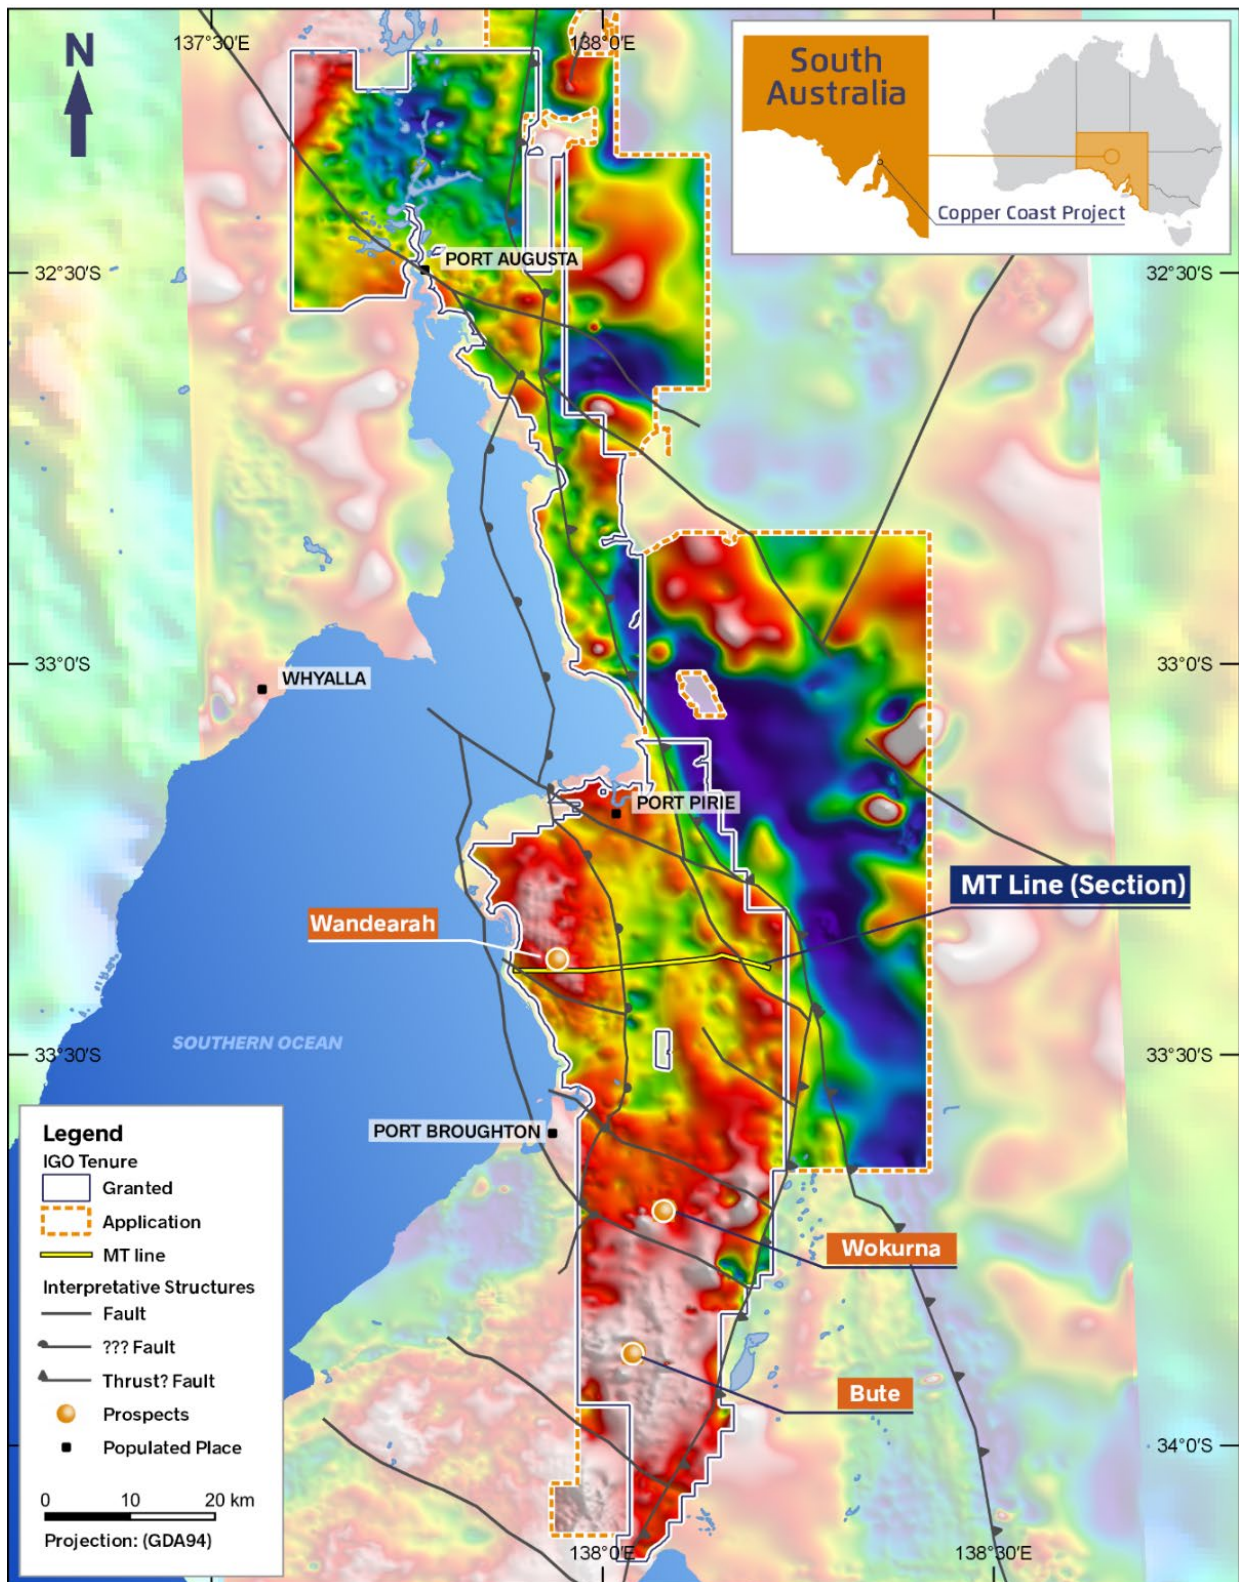 137°30'E
138°0'E
N
South
Australia
Copper Coast Project
32°30'S
32°30'S
PORT AUGUSTA
33°0'S
33°0'S
WHYALLA
PORT PIRIE
MT Line (Section)
Wandearah
SOUTHERN OCEAN
33°30'S
33°30'S
PORT BROUGHTON
Wokurna
Bute
34°0'S
138°0'E
138°30'E
Legend
IGO Tenure
Granted
Application
MT line
Interpretative Structures
Fault
??? Fault
Thrust? Fault
Prospects
Populated Place
0 10 20 km
Projection: (GDA94)